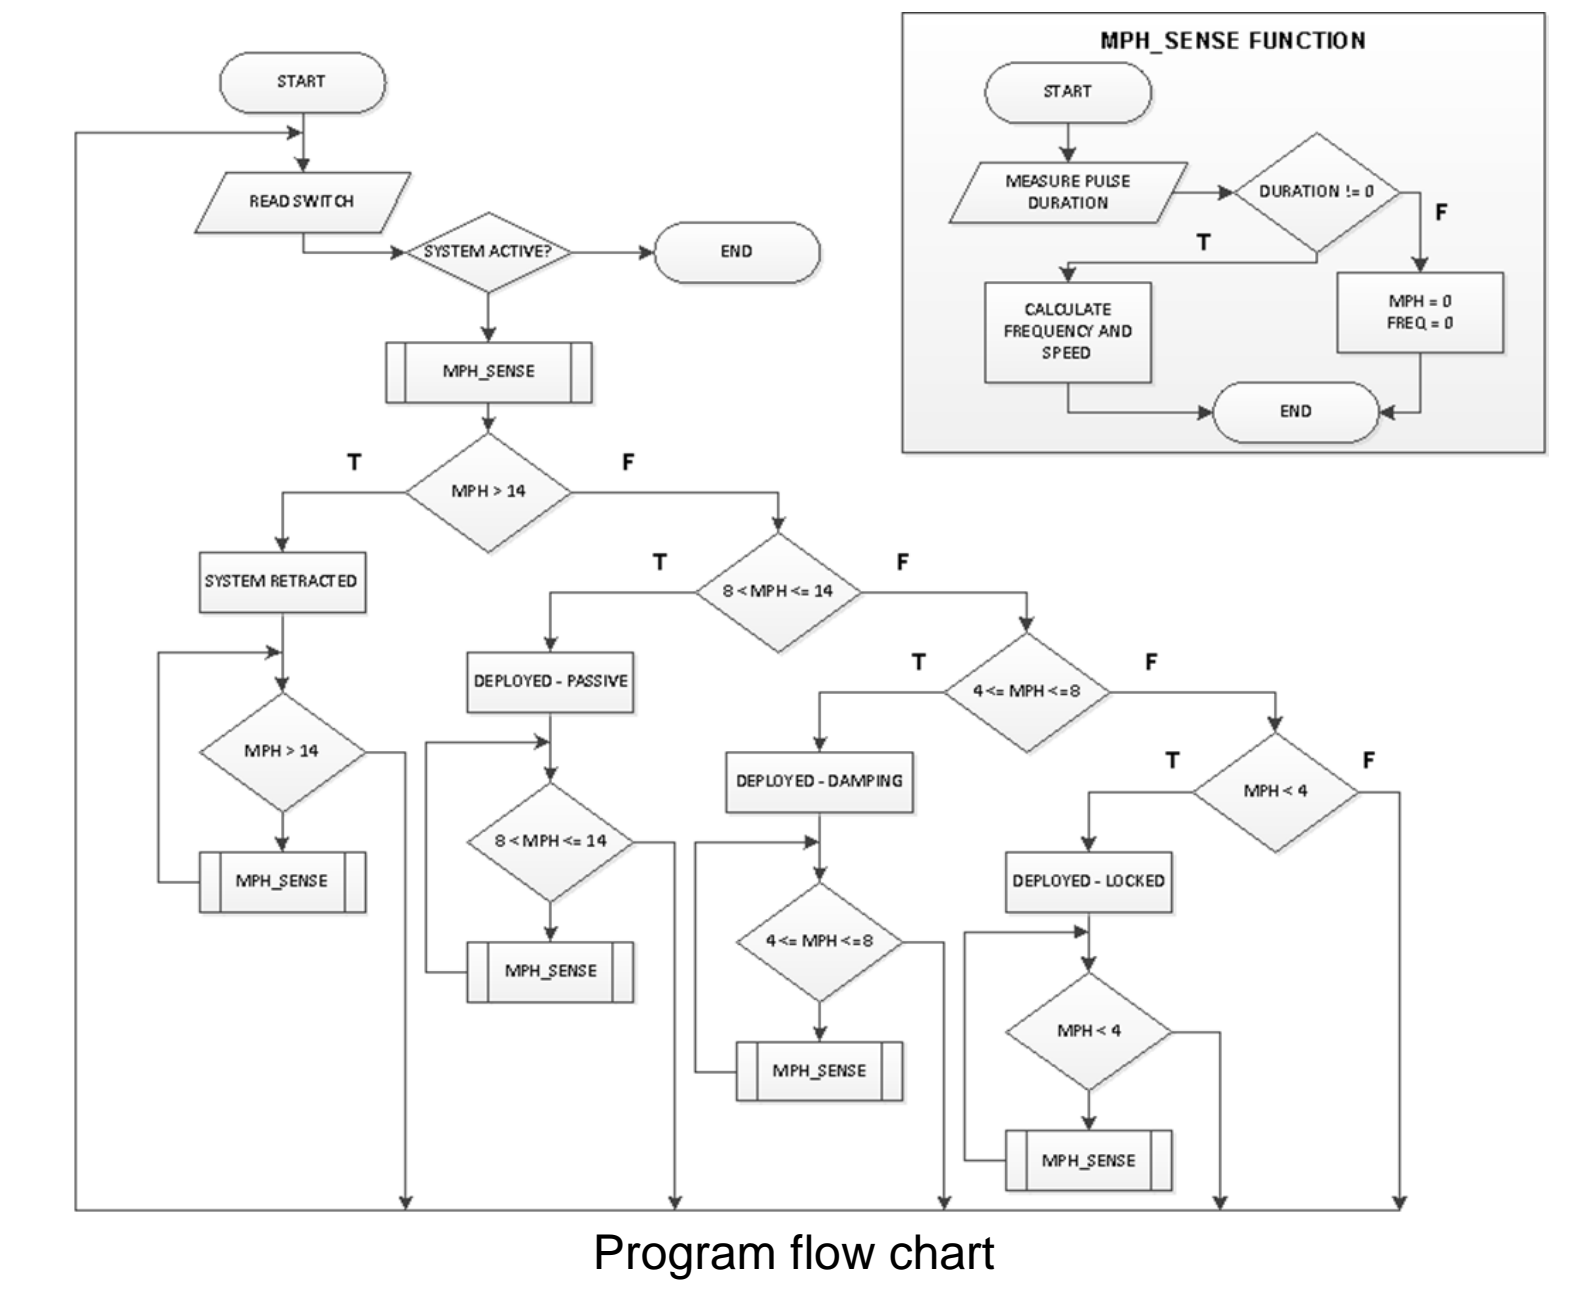 MPH_SENSE FUNCTION
START
START
MEASURE PULSE
DURATION
DURATION != 0
F
T
READ SWITCH
SYSTEM ACTIVE?
END
CALCULATE
FREQUENCY AND
SPEED
MPH = 0
FREQ = 0
MPH_SENSE
END
T
F
MPH > 14
T
F
SYSTEM RETRACTED
8 < MPH <= 14
T
F
DEPLOYED - PASSIVE
4 <= MPH <=8
MPH > 14
T
F
DEPLOYED - DAMPING
MPH < 4
8 < MPH <= 14
MPH_SENSE
DEPLOYED - LOCKED
4 <= MPH <=8
MPH_SENSE
MPH < 4
MPH_SENSE
MPH_SENSE
Program flow chart